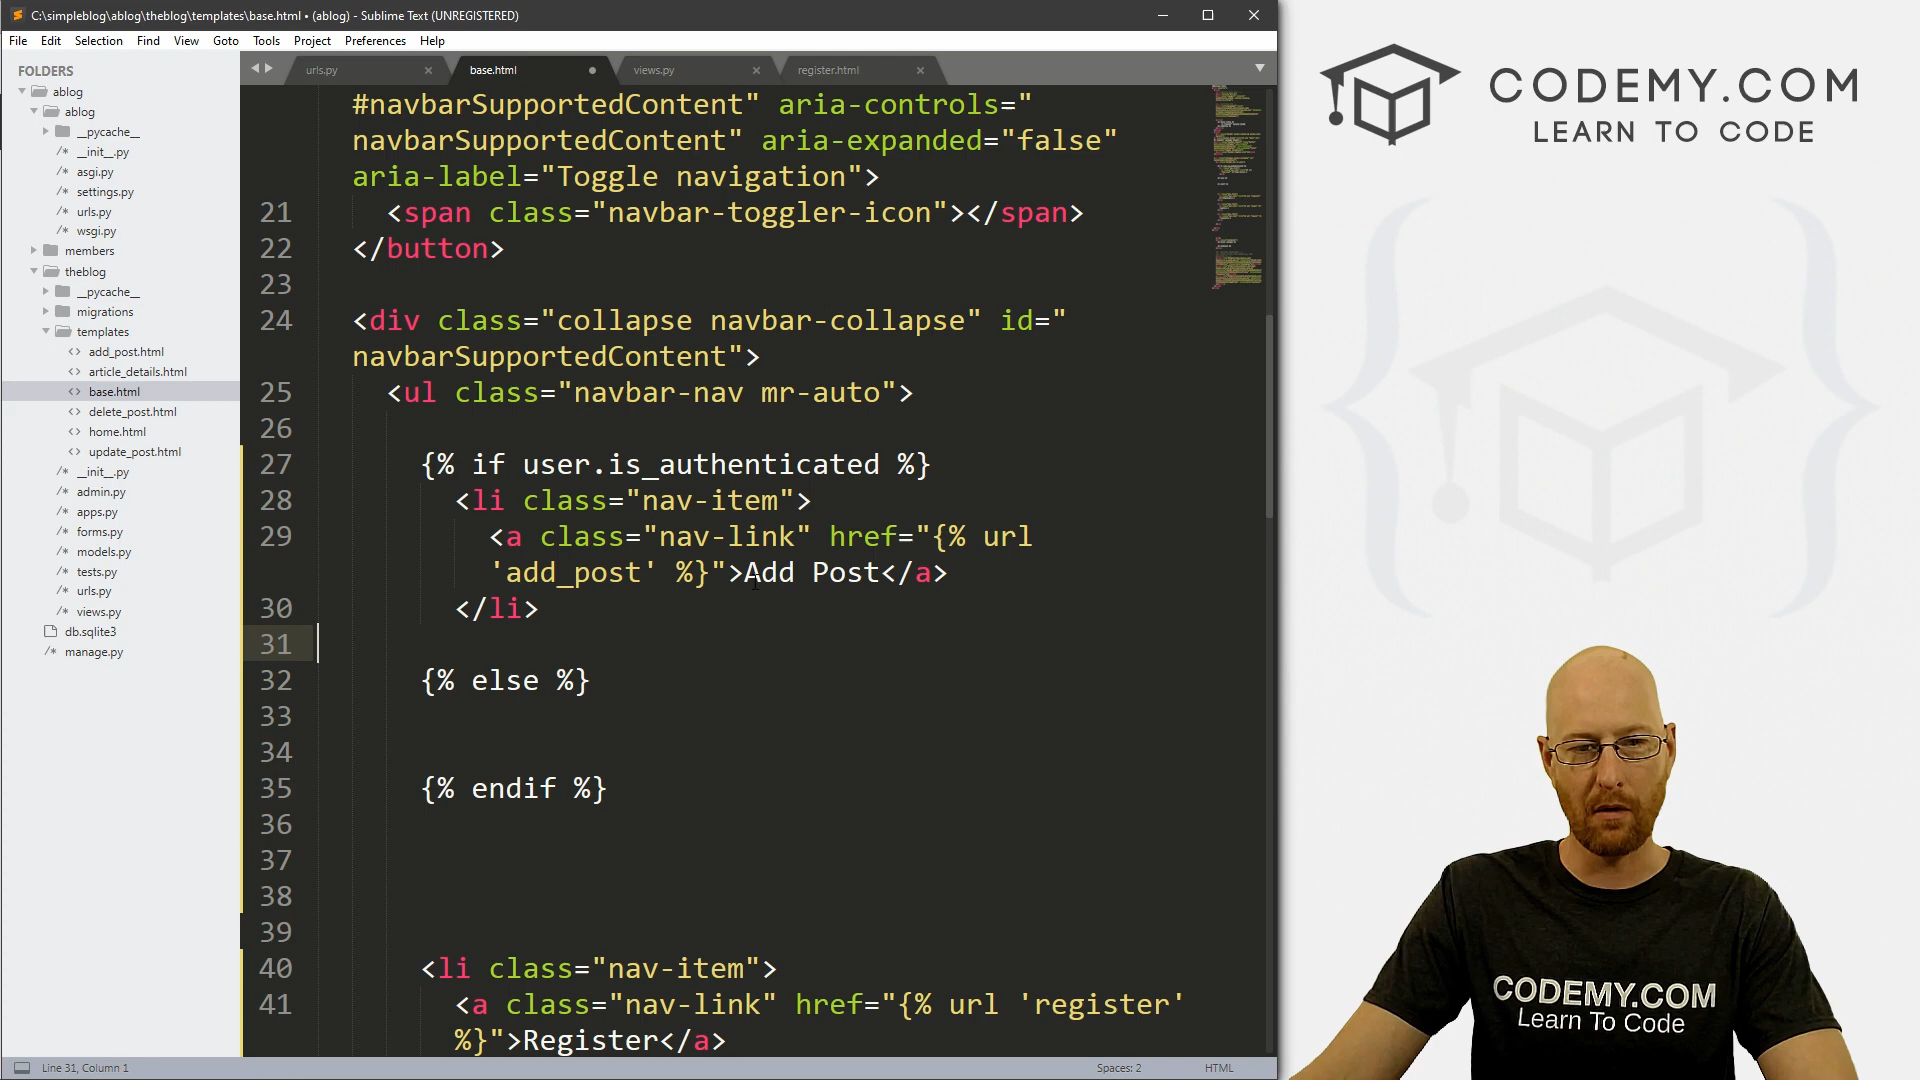 C:\simpleblog\ablog\theblog\templates\base.html • (ablog) - Sublime Text (UNREGISTERED)
File Edit Selection Find View Goto Tools Project Preferences Help
FOLDERS
ablog
ablog
__pycache__
__init__.py
asgi.py
settings.py
urls.py
wsgi.py
members
theblog
__pycache__
migrations
templates
add_post.html
article_details.html
base.html
delete_post.html
home.html
update_post.html
__init__.py
admin.py
apps.py
forms.py
models.py
tests.py
urls.py
views.py
db.sqlite3
manage.py
urls.py base.html views.py register.html
#navbarSupportedContent" aria-controls="
navbarSupportedContent" aria-expanded="false"
aria-label="Toggle navigation">
21 <span class="navbar-toggler-icon"></span>
22 </button>
23
24 <div class="collapse navbar-collapse" id="
navbarSupportedContent">
25 <ul class="navbar-nav mr-auto">
26
27 {% if user.is_authenticated %}
28 <li class="nav-item">
29 <a class="nav-link" href="{% url
'add_post' %}">Add Post</a>
30 </li>
31
32 {% else %}
33
34
35 {% endif %}
36
37
38
39
40 <li class="nav-item">
41 <a class="nav-link" href="{% url 'register'
%}">Register</a>
Line 31, Column 1 Spaces: 2 HTML
CODEMY.COM
LEARN TO CODE
CODEMY.COM
Learn To Code